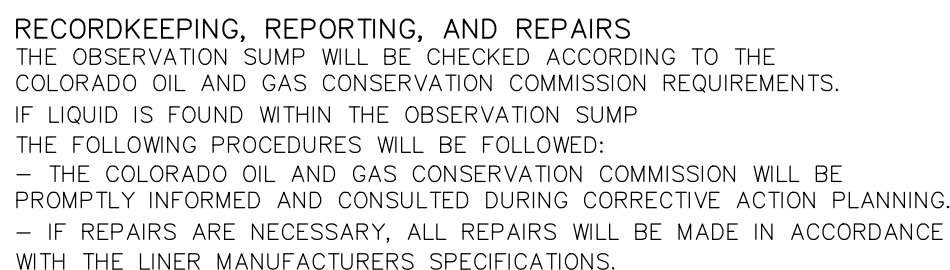 RECORDKEEPING, REPORTING, AND REPAIRS
THE OBSERVATION SUMP WILL BE CHECKED ACCORDING TO THE
COLORADO OIL AND GAS CONSERVATION COMMISSION REQUIREMENTS.
IF LIQUID IS FOUND WITHIN THE OBSERVATION SUMP
THE FOLLOWING PROCEDURES WILL BE FOLLOWED:
– THE COLORADO OIL AND GAS CONSERVATION COMMISSION WILL BE
PROMPTLY INFORMED AND CONSULTED DURING CORRECTIVE ACTION PLANNING.
– IF REPAIRS ARE NECESSARY, ALL REPAIRS WILL BE MADE IN ACCORDANCE
WITH THE LINER MANUFACTURERS SPECIFICATIONS.